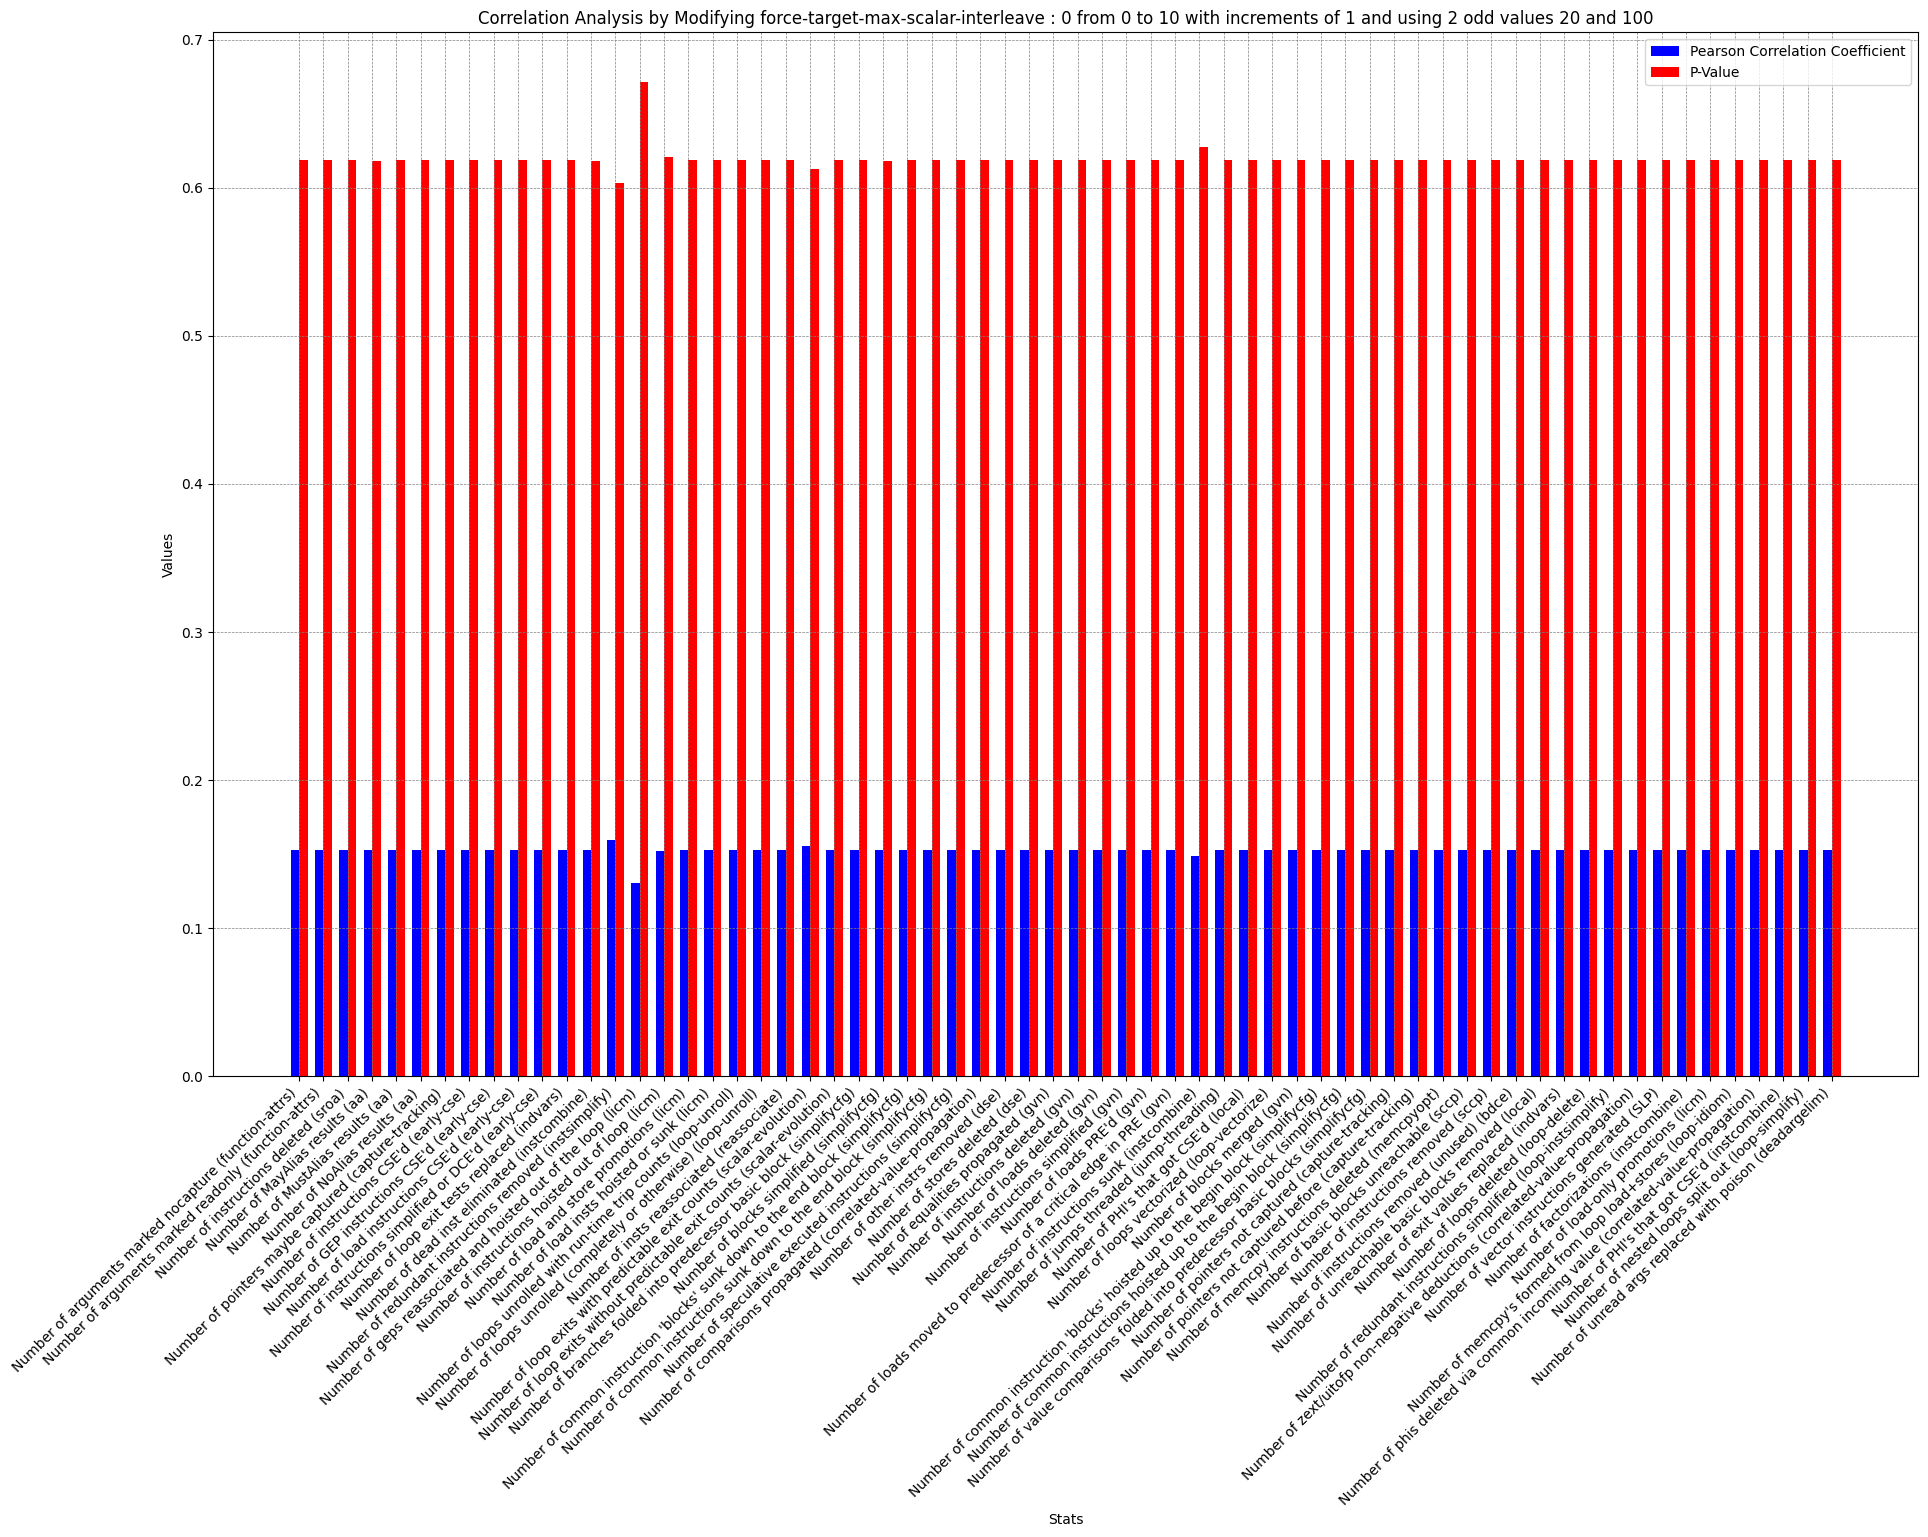 Correlation Analysis by Modifying force-target-max-scalar-interleave : 0 from 0 to 10 with increments of 1 and using 2 odd values 20 and 100
Pearson Correlation Coefficient
P-Value
Values
0.7
0.6
0.5
0.4
0.3
0.2
0.1
0.0
Number of arguments marked nocapture (function-attrs)
Number of arguments marked readonly (function-attrs)
Number of instructions deleted (sroa)
Number of MayAlias results (aa)
Number of MustAlias results (aa)
Number of NoAlias results (aa)
Number of pointers maybe captured (capture-tracking)
Number of instructions CSE'd (early-cse)
Number of GEP instructions CSE'd (early-cse)
Number of load instructions CSE'd (early-cse)
Number of instructions simplified or DCE'd (early-cse)
Number of loop exit tests replaced (indvars)
Number of dead inst eliminated (instcombine)
Number of redundant instructions removed (instsimplify)
Number of geps reassociated and hoisted out of the loop (licm)
Number of instructions hoisted out of loop (licm)
Number of load and store promotions (licm)
Number of load insts hoisted or sunk (licm)
Number of loops unrolled with run-time trip counts (loop-unroll)
Number of loops unrolled (completely or otherwise) (loop-unroll)
Number of insts reassociated (reassociate)
Number of loop exits with predictable exit counts (scalar-evolution)
Number of loop exits without predictable exit counts (scalar-evolution)
Number of branches folded into predecessor basic block (simplifycfg)
Number of blocks simplified (simplifycfg)
Number of common instruction 'blocks' sunk down to the end block (simplifycfg)
Number of common instructions sunk down to the end block (simplifycfg)
Number of speculative executed instructions (simplifycfg)
Number of comparisons propagated (correlated-value-propagation)
Number of other instrs removed (dse)
Number of stores deleted (dse)
Number of equalities propagated (gvn)
Number of instructions deleted (gvn)
Number of loads deleted (gvn)
Number of instructions simplified (gvn)
Number of loads PRE'd (gvn)
Number of loads moved to predecessor of a critical edge in PRE (gvn)
Number of instructions sunk (instcombine)
Number of jumps threaded (jump-threading)
Number of PHI's that got CSE'd (local)
Number of loops vectorized (loop-vectorize)
Number of blocks merged (gvn)
Number of common instruction 'blocks' hoisted up to the begin block (simplifycfg)
Number of common instructions hoisted up to the begin block (simplifycfg)
Number of value comparisons folded into predecessor basic blocks (simplifycfg)
Number of pointers not captured (capture-tracking)
Number of pointers not captured before (capture-tracking)
Number of memcpy instructions deleted (memcpyopt)
Number of basic blocks unreachable (sccp)
Number of instructions removed (sccp)
Number of instructions removed (unused) (bdce)
Number of unreachable basic blocks removed (local)
Number of exit values replaced (indvars)
Number of loops deleted (loop-delete)
Number of redundant instructions simplified (loop-instsimplify)
Number of zext/uitofp non-negative deductions (correlated-value-propagation)
Number of vector instructions generated (SLP)
Number of factorizations (instcombine)
Number of load-only promotions (licm)
Number of memcpy's formed from loop load+stores (loop-idiom)
Number of phis deleted via common incoming value (correlated-value-propagation)
Number of PHI's that got CSE'd (instcombine)
Number of nested loops split out (loop-simplify)
Number of unread args replaced with poison (deadargelim)
Stats